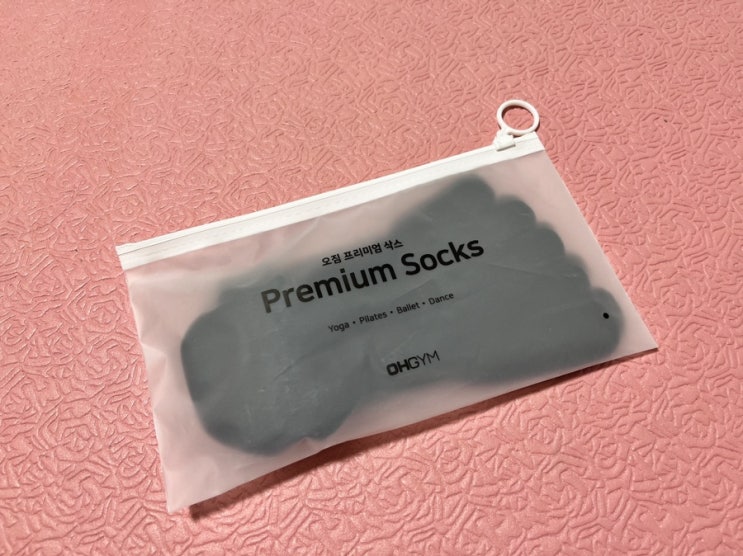 오짐 프리미엄 삭스
Premium Socks
Yoga • Pilates • Ballet • Dance
OHGYM